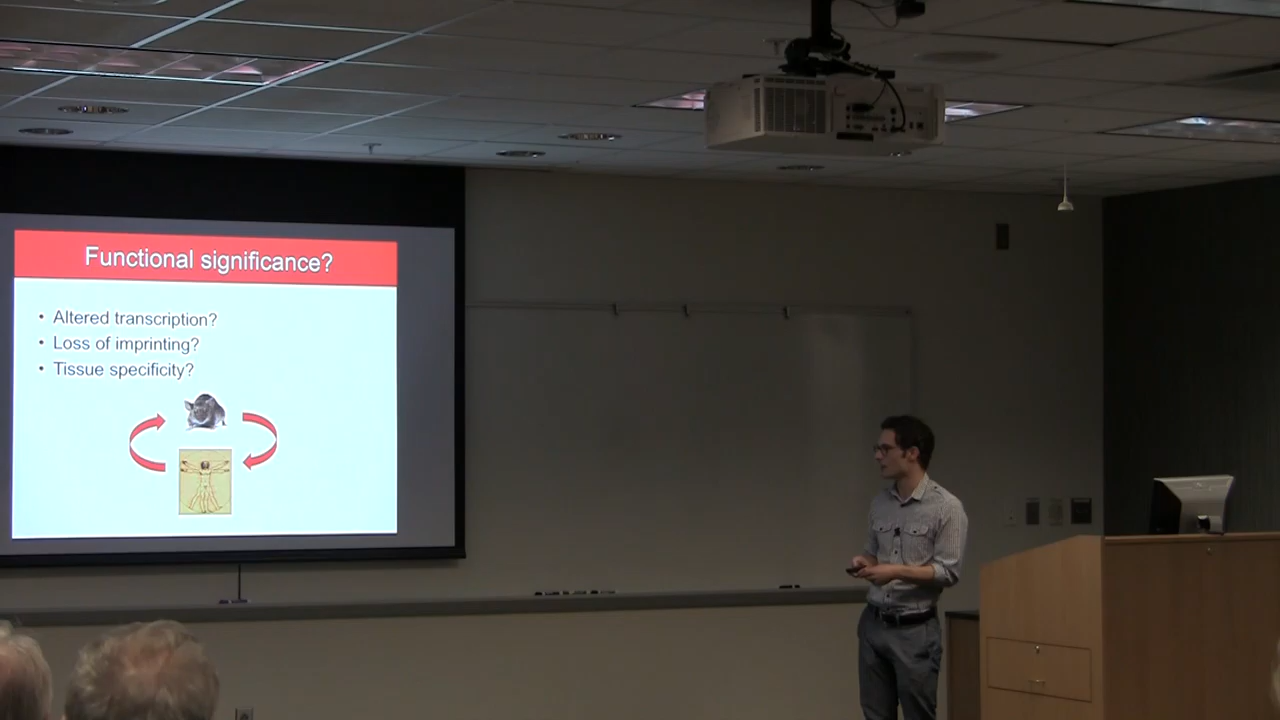 Functional significance?
• Altered transcription?
• Loss of imprinting?
• Tissue specificity?